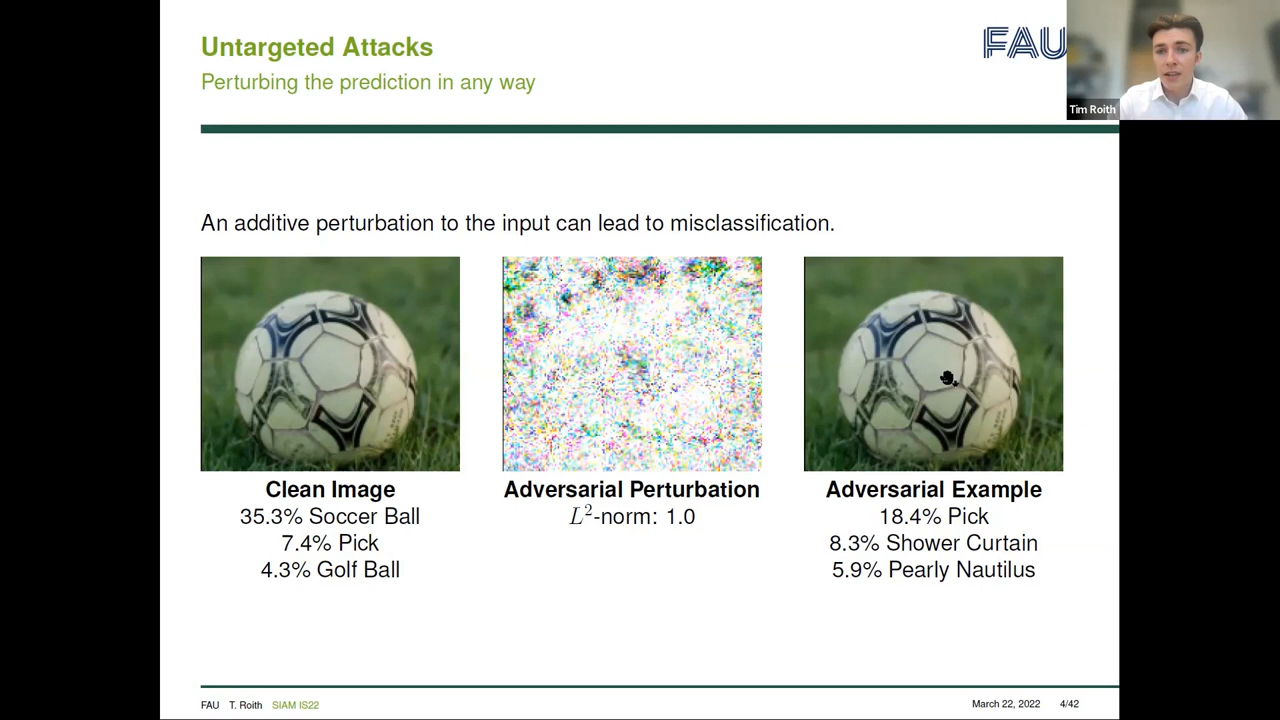 Untargeted Attacks
Perturbing the prediction in any way
FAU
Tim Roith
An additive perturbation to the input can lead to misclassification.
Clean Image
35.3% Soccer Ball
7.4% Pick
4.3% Golf Ball
Adversarial Perturbation
L²-norm: 1.0
Adversarial Example
18.4% Pick
8.3% Shower Curtain
5.9% Pearly Nautilus
FAU T. Roith SIAM IS22
March 22, 2022 4/42